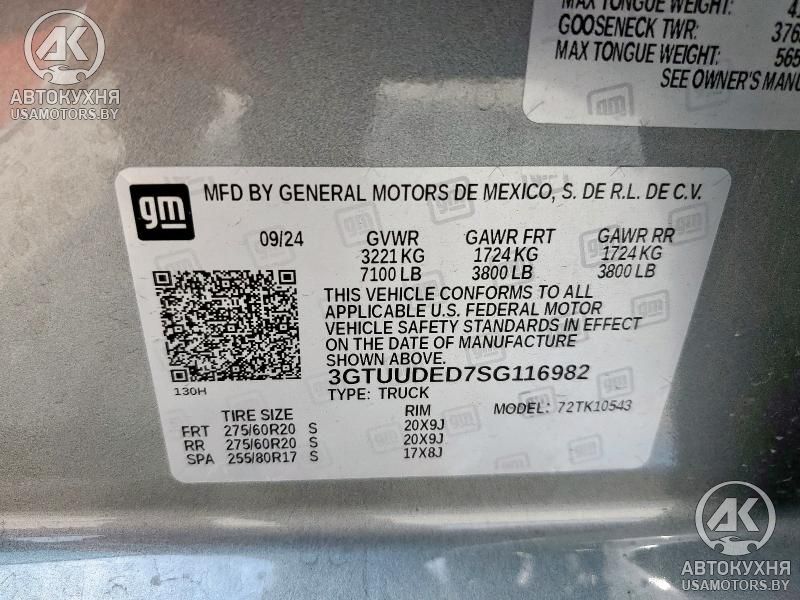 MAX TONGUE WEIGHT:
GOOSENECK TWR:
MAX TONGUE WEIGHT:
SEE OWNER'S
AK
АВТОКУХНЯ
USAMOTORS.BY
gm
MFD BY GENERAL MOTORS DE MEXICO, S. DE R.L. DE C.V.
09/24 GVWR GAWR FRT GAWR RR
3221 KG 1724 KG 1724 KG
7100 LB 3800 LB 3800 LB
THIS VEHICLE CONFORMS TO ALL
APPLICABLE U.S. FEDERAL MOTOR
VEHICLE SAFETY STANDARDS IN EFFECT
ON THE DATE OF MANUFACTURE
SHOWN ABOVE.
3GTUUDED7SG116982
130H
TYPE: TRUCK
TIRE SIZE RIM MODEL: 72TK10543
FRT 275/60R20 S 20X9J
RR 275/60R20 S 20X9J
SPA 255/80R17 S 17X8J
AK
АВТОКУХНЯ
USAMOTORS.BY